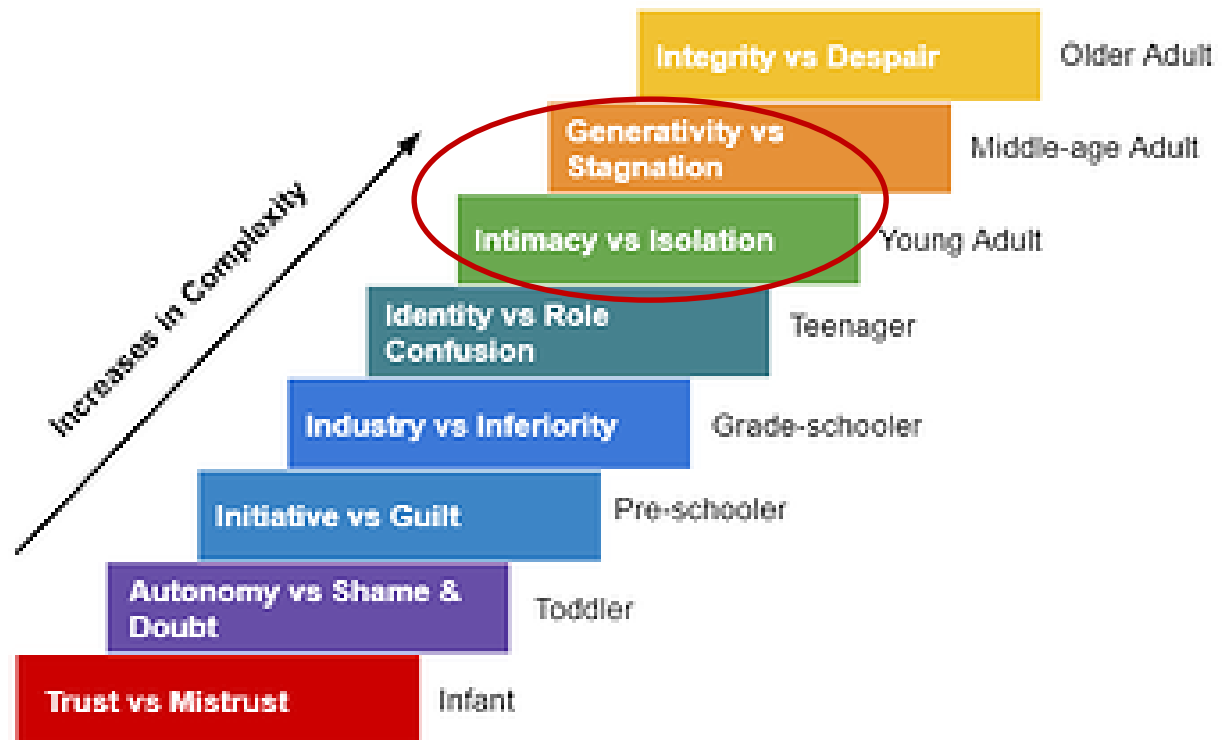 Integrity vs Despair
Older Adult
Generativity vs
Stagnation
Middle-age Adult
Intimacy vs Isolation
Young Adult
Identity vs Role
Confusion
Teenager
Industry vs Inferiority
Grade-schooler
Initiative vs Guilt
Pre-schooler
Autonomy vs Shame &
Doubt
Toddler
Trust vs Mistrust
Infant
Increases in Complexity